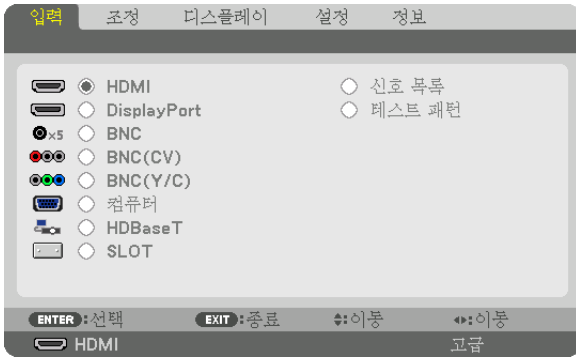 입력 조정 디스플레이 설정 정보
HDMI 신호 목록
DisplayPort 테스트 패턴
×5 BNC
BNC(CV)
BNC(Y/C)
컴퓨터
HDBaseT
SLOT
ENTER:선택 EXIT:종료 :이동 :이동
HDMI 고급